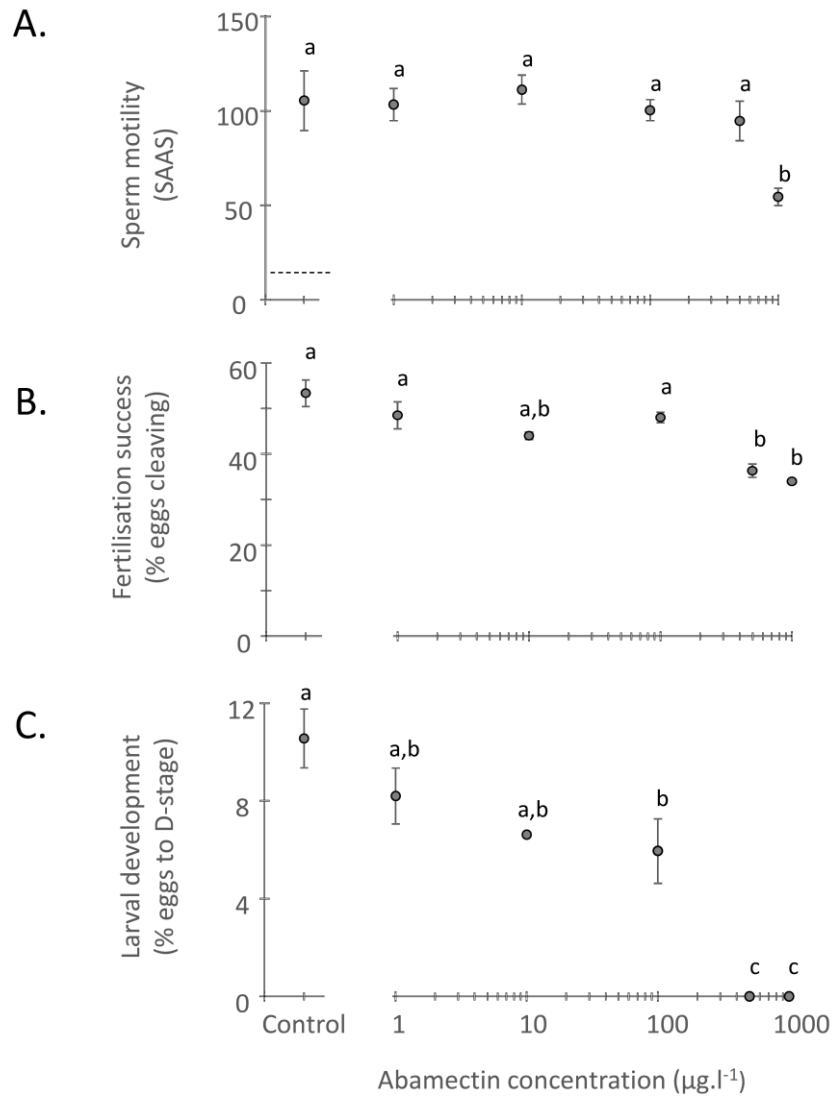 A.
Sperm motility
(SAAS)
150
100
50
0
a
a
a
a
a
b
B.
Fertilisation success
(% eggs cleaving)
60
40
20
0
a
a
a,b
a
b
b
C.
Larval development
(% eggs to D-stage)
12
8
4
0
a
a,b
a,b
b
c
c
Control
1
10
100
1000
Abamectin concentration (µg.l⁻¹)